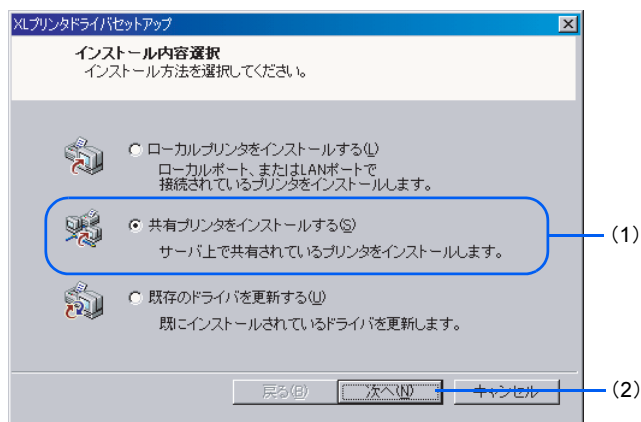 XLプリンタドライバセットアップ
インストール内容選択
インストール方法を選択してください。
ローカルプリンタをインストールする(L)
ローカルポート、またはLANポートで
接続されているプリンタをインストールします。
共有プリンタをインストールする(S)
サーバ上で共有されているプリンタをインストールします。
(1)
既存のドライバを更新する(U)
既にインストールされているドライバを更新します。
戻る(B) 次へ(N) キャンセル
(2)